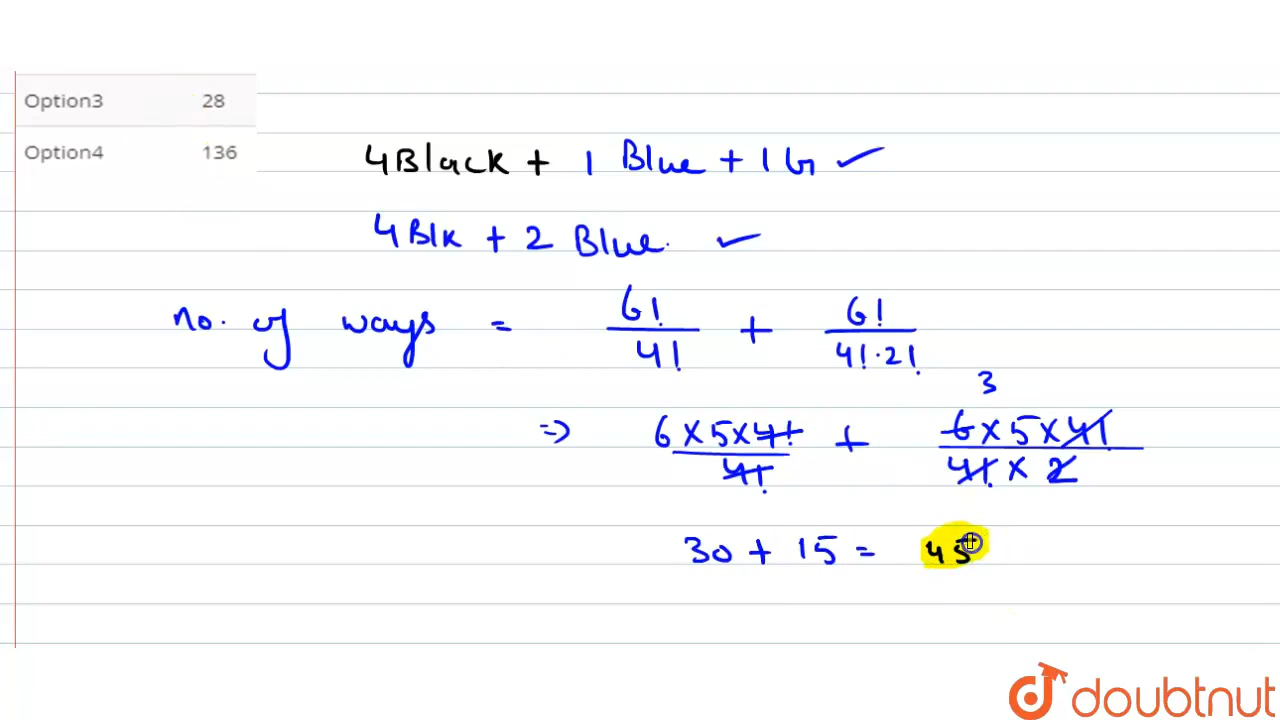 Option3 28
Option4 136
4Black + 1 Blue + 1G ✓
4Blk + 2 Blue. ✓
no. of ways = 6!/4! + 6!/4!·2!
3
=> 6×5×4!/4! + 6×5×4!/4!×2
30 + 15 = 45
doubtnut